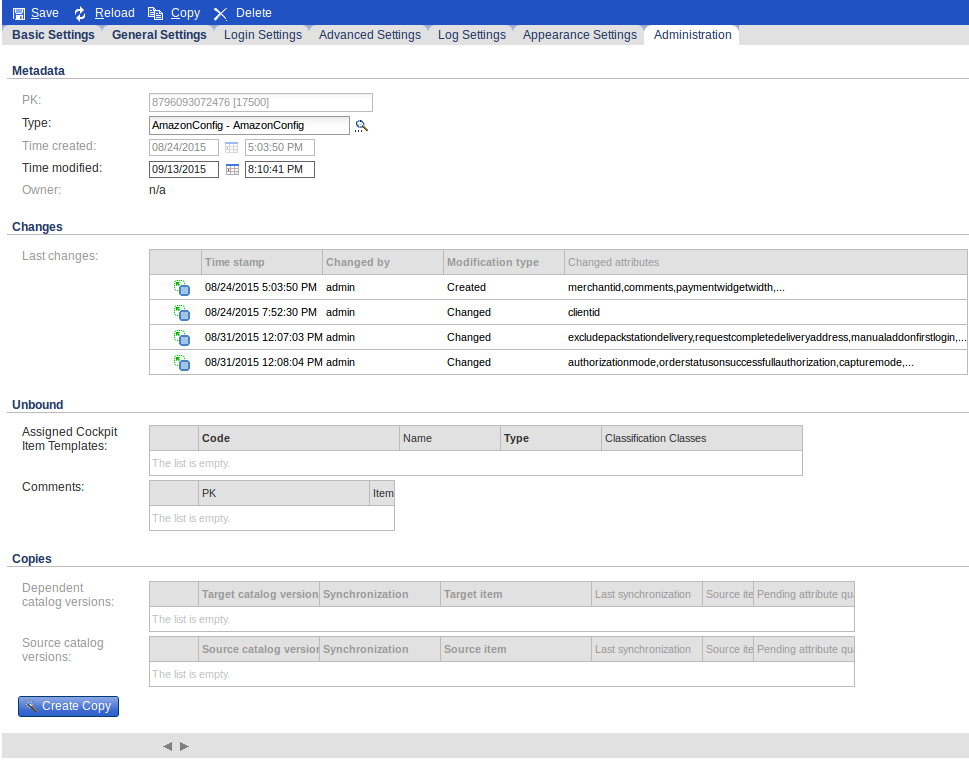 Save Reload Copy Delete
Basic Settings General Settings Login Settings Advanced Settings Log Settings Appearance Settings Administration
Metadata
PK: 8796093072476 [17500]
Type: AmazonConfig - AmazonConfig
Time created: 08/24/2015 5:03:50 PM
Time modified: 09/13/2015 8:10:41 PM
Owner: n/a
Changes
Last changes:
Time stamp Changed by Modification type Changed attributes
08/24/2015 5:03:50 PM admin Created merchantid,comments,paymentwidgetwidth,...
08/24/2015 7:52:30 PM admin Changed clientid
08/31/2015 12:07:03 PM admin Changed excludepackstationdelivery,requestcompletedeliveryaddress,manualaddonfirstlogin,...
08/31/2015 12:08:04 PM admin Changed authorizationmode,orderstatusonsuccessfullauthorization,capturemode,...
Unbound
Assigned Cockpit
Item Templates:
Code Name Type Classification Classes
The list is empty.
Comments:
PK Item
The list is empty.
Copies
Dependent
catalog versions:
Target catalog version Synchronization Target item Last synchronization Source ite Pending attribute qua
The list is empty.
Source catalog
versions:
Source catalog version Synchronization Source item Last synchronization Source ite Pending attribute qua
The list is empty.
Create Copy